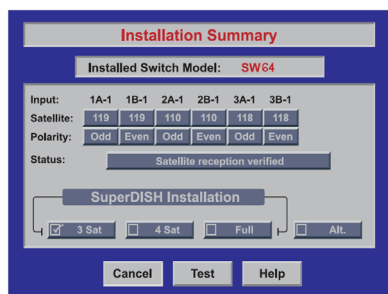 Installation Summary
Installed Switch Model: SW64
Input: 1A-1 1B-1 2A-1 2B-1 3A-1 3B-1
Satellite: 119 119 110 110 118 118
Polarity: Odd Even Odd Even Odd Even
Status: Satellite reception verified
SuperDISH Installation
3 Sat 4 Sat Full Alt.
Cancel Test Help